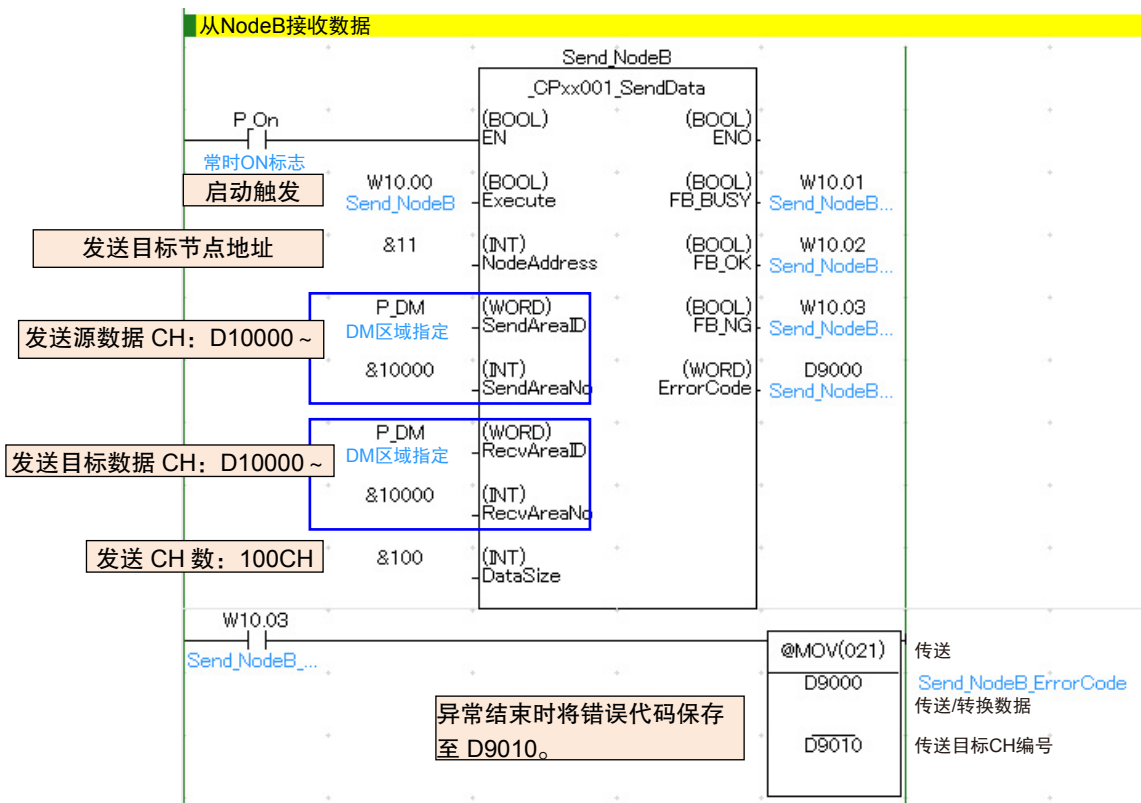 从NodeB接收数据
Send_NodeB
_CPxx001_SendData
P_On
(BOOL)
EN
(BOOL)
ENO
常时ON标志
启动触发
W10.00
Send_NodeB
(BOOL)
Execute
(BOOL)
FB_BUSY
W10.01
Send_NodeB...
发送目标节点地址
&11
(INT)
NodeAddress
(BOOL)
FB_OK
W10.02
Send_NodeB...
发送源数据 CH：D10000～
P_DM
DM区域指定
(WORD)
SendAreaID
(BOOL)
FB_NG
W10.03
Send_NodeB...
&10000
(INT)
SendAreaNo
(WORD)
ErrorCode
D9000
Send_NodeB...
发送目标数据 CH：D10000～
P_DM
DM区域指定
(WORD)
RecvAreaID
&10000
(INT)
RecvAreaNo
发送 CH 数：100CH
&100
(INT)
DataSize
W10.03
Send_NodeB_...
@MOV(021)
传送
D9000
Send_NodeB_ErrorCode
传送/转换数据
异常结束时将错误代码保存
至 D9010。
D9010
传送目标CH编号